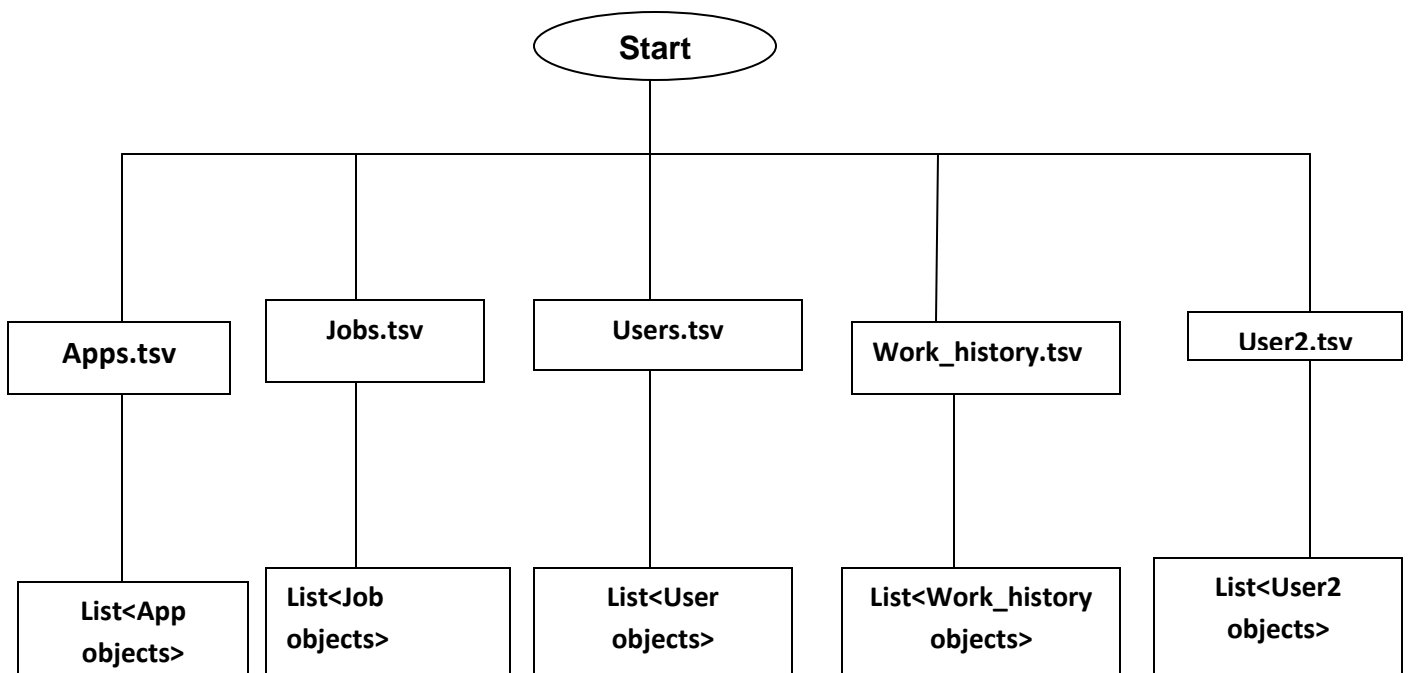 Start
Apps.tsv
Jobs.tsv
Users.tsv
Work_history.tsv
User2.tsv
List<App
objects>
List<Job
objects>
List<User
objects>
List<Work_history
objects>
List<User2
objects>